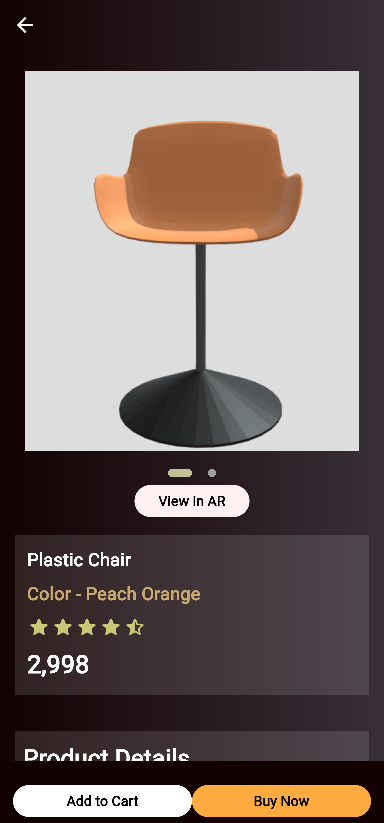 View in AR
Plastic Chair
Color - Peach Orange
2,998
Product Details
Add to Cart
Buy Now